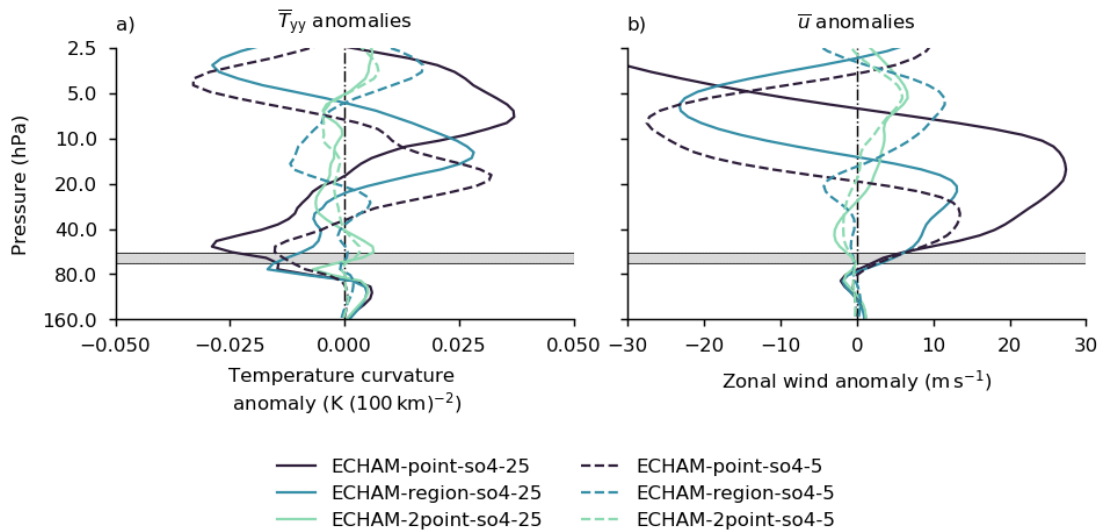 a) T̅yy anomalies
b) u̅ anomalies
Pressure (hPa)
2.5
5.0
10.0
20.0
40.0
80.0
160.0
−0.050 −0.025 0.000 0.025 0.050
−30 −20 −10 0 10 20 30
Temperature curvature
anomaly (K (100 km)⁻²)
Zonal wind anomaly (m s⁻¹)
ECHAM-point-so4-25
ECHAM-region-so4-25
ECHAM-2point-so4-25
ECHAM-point-so4-5
ECHAM-region-so4-5
ECHAM-2point-so4-5